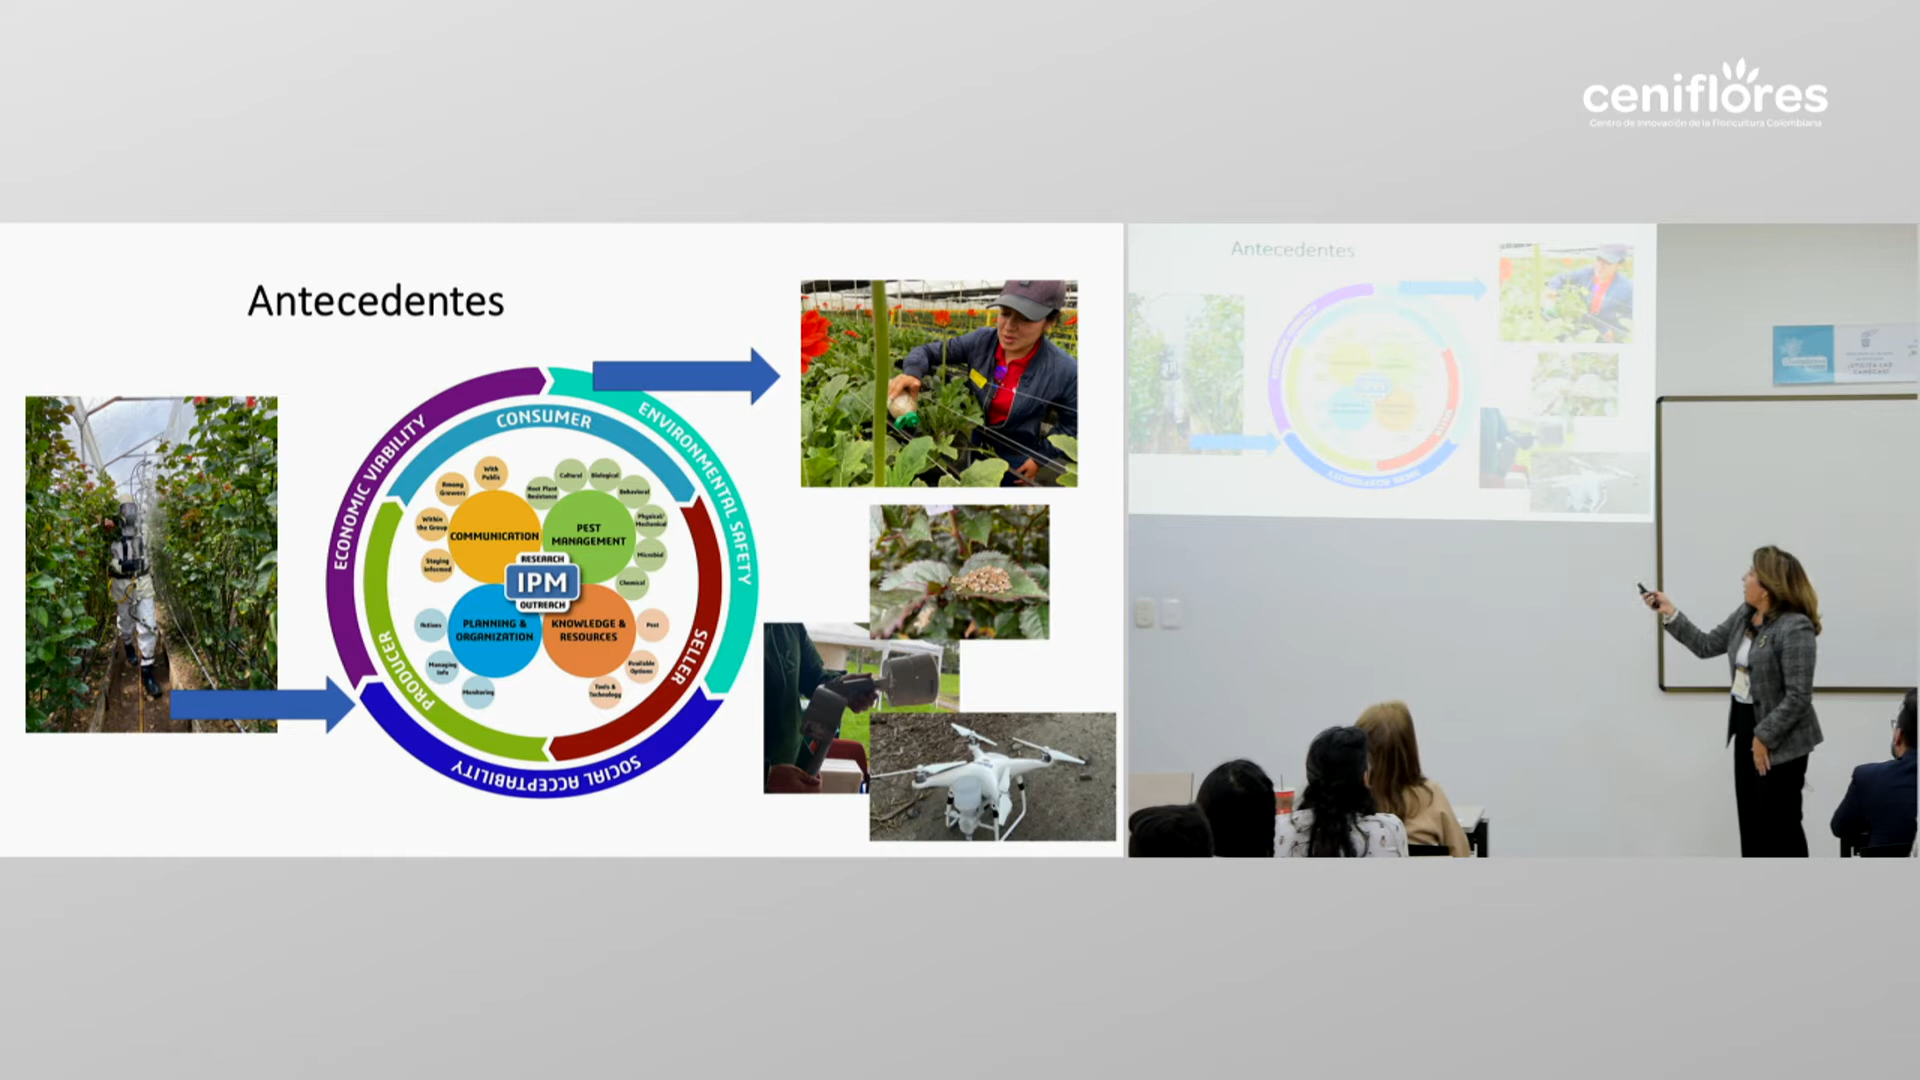 ceniflores
Centro de Innovación de la Floricultura Colombiana
Antecedentes
ECONOMIC VIABILITY
ENVIRONMENTAL SAFETY
SOCIAL ACCEPTABILITY
CONSUMER
PRODUCER
SELLER
With
Public
Among
Growers
Within
the Group
Staying
Informed
COMMUNICATION
Host Plant
Resistance
Cultural
Biological
Behavioral
Physical/
Mechanical
Microbial
Chemical
PEST
MANAGEMENT
RESEARCH
IPM
OUTREACH
PLANNING &
ORGANIZATION
Actions
Managing
Info
Monitoring
KNOWLEDGE &
RESOURCES
Pest
Available
Options
Tools &
Technology
Antecedentes